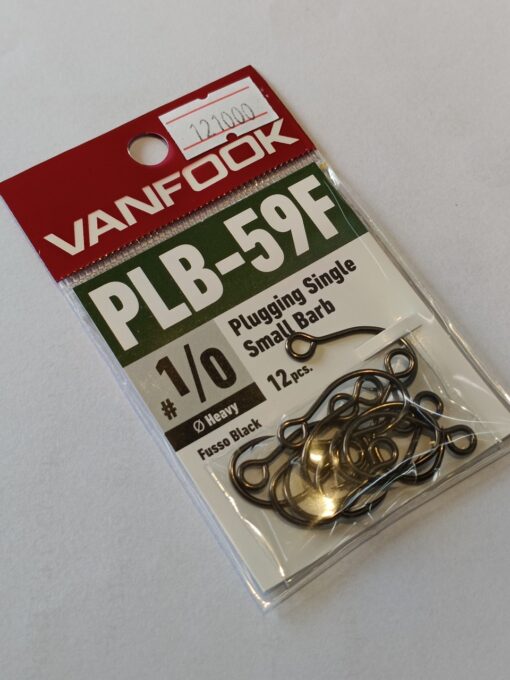 121000
VANFOOK
PLB-59F
#1/0
Ø Heavy
Fusso Black
Plugging Single
Small Barb
12pcs.